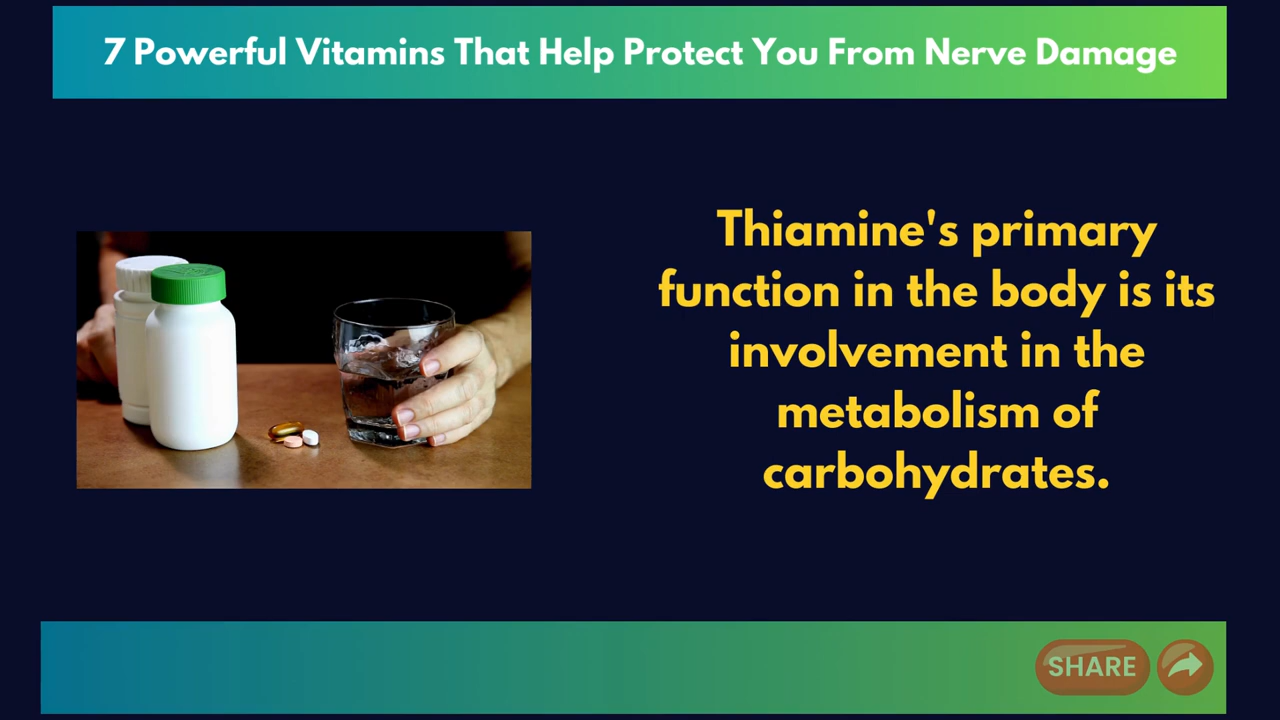 7 Powerful Vitamins That Help Protect You From Nerve Damage
Thiamine's primary
function in the body is its
involvement in the
metabolism of
carbohydrates.
SHARE